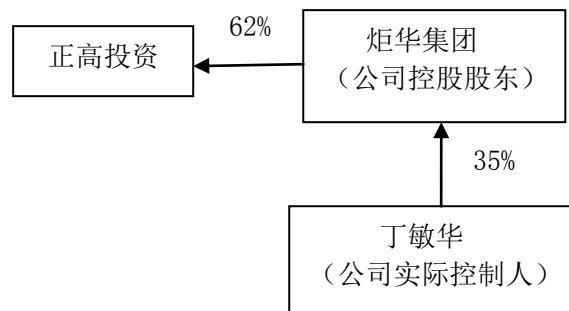 62%
正高投资
炬华集团
（公司控股股东）
35%
丁敏华
（公司实际控制人）